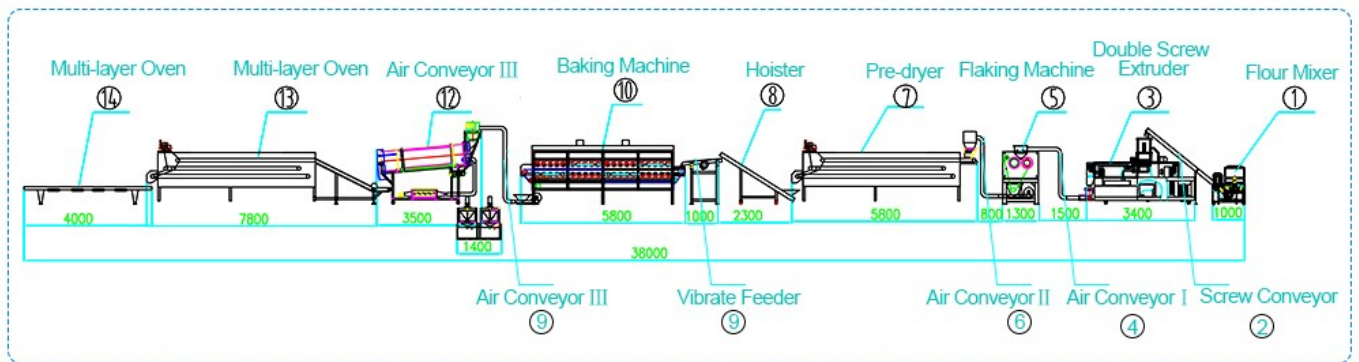 Multi-layer Oven
⑭
Multi-layer Oven
⑬
Air Conveyor III
⑫
Baking Machine
⑩
Hoister
⑧
Pre-dryer
⑦
Flaking Machine
⑤
Double Screw
Extruder
③
Flour Mixer
①
4000
7800
3500
1400
5800
1000
2300
5800
800
1300
1500
3400
1000
38000
Air Conveyor III
⑨
Vibrate Feeder
⑨
Air Conveyor II
⑥
Air Conveyor I
④
Screw Conveyor
②